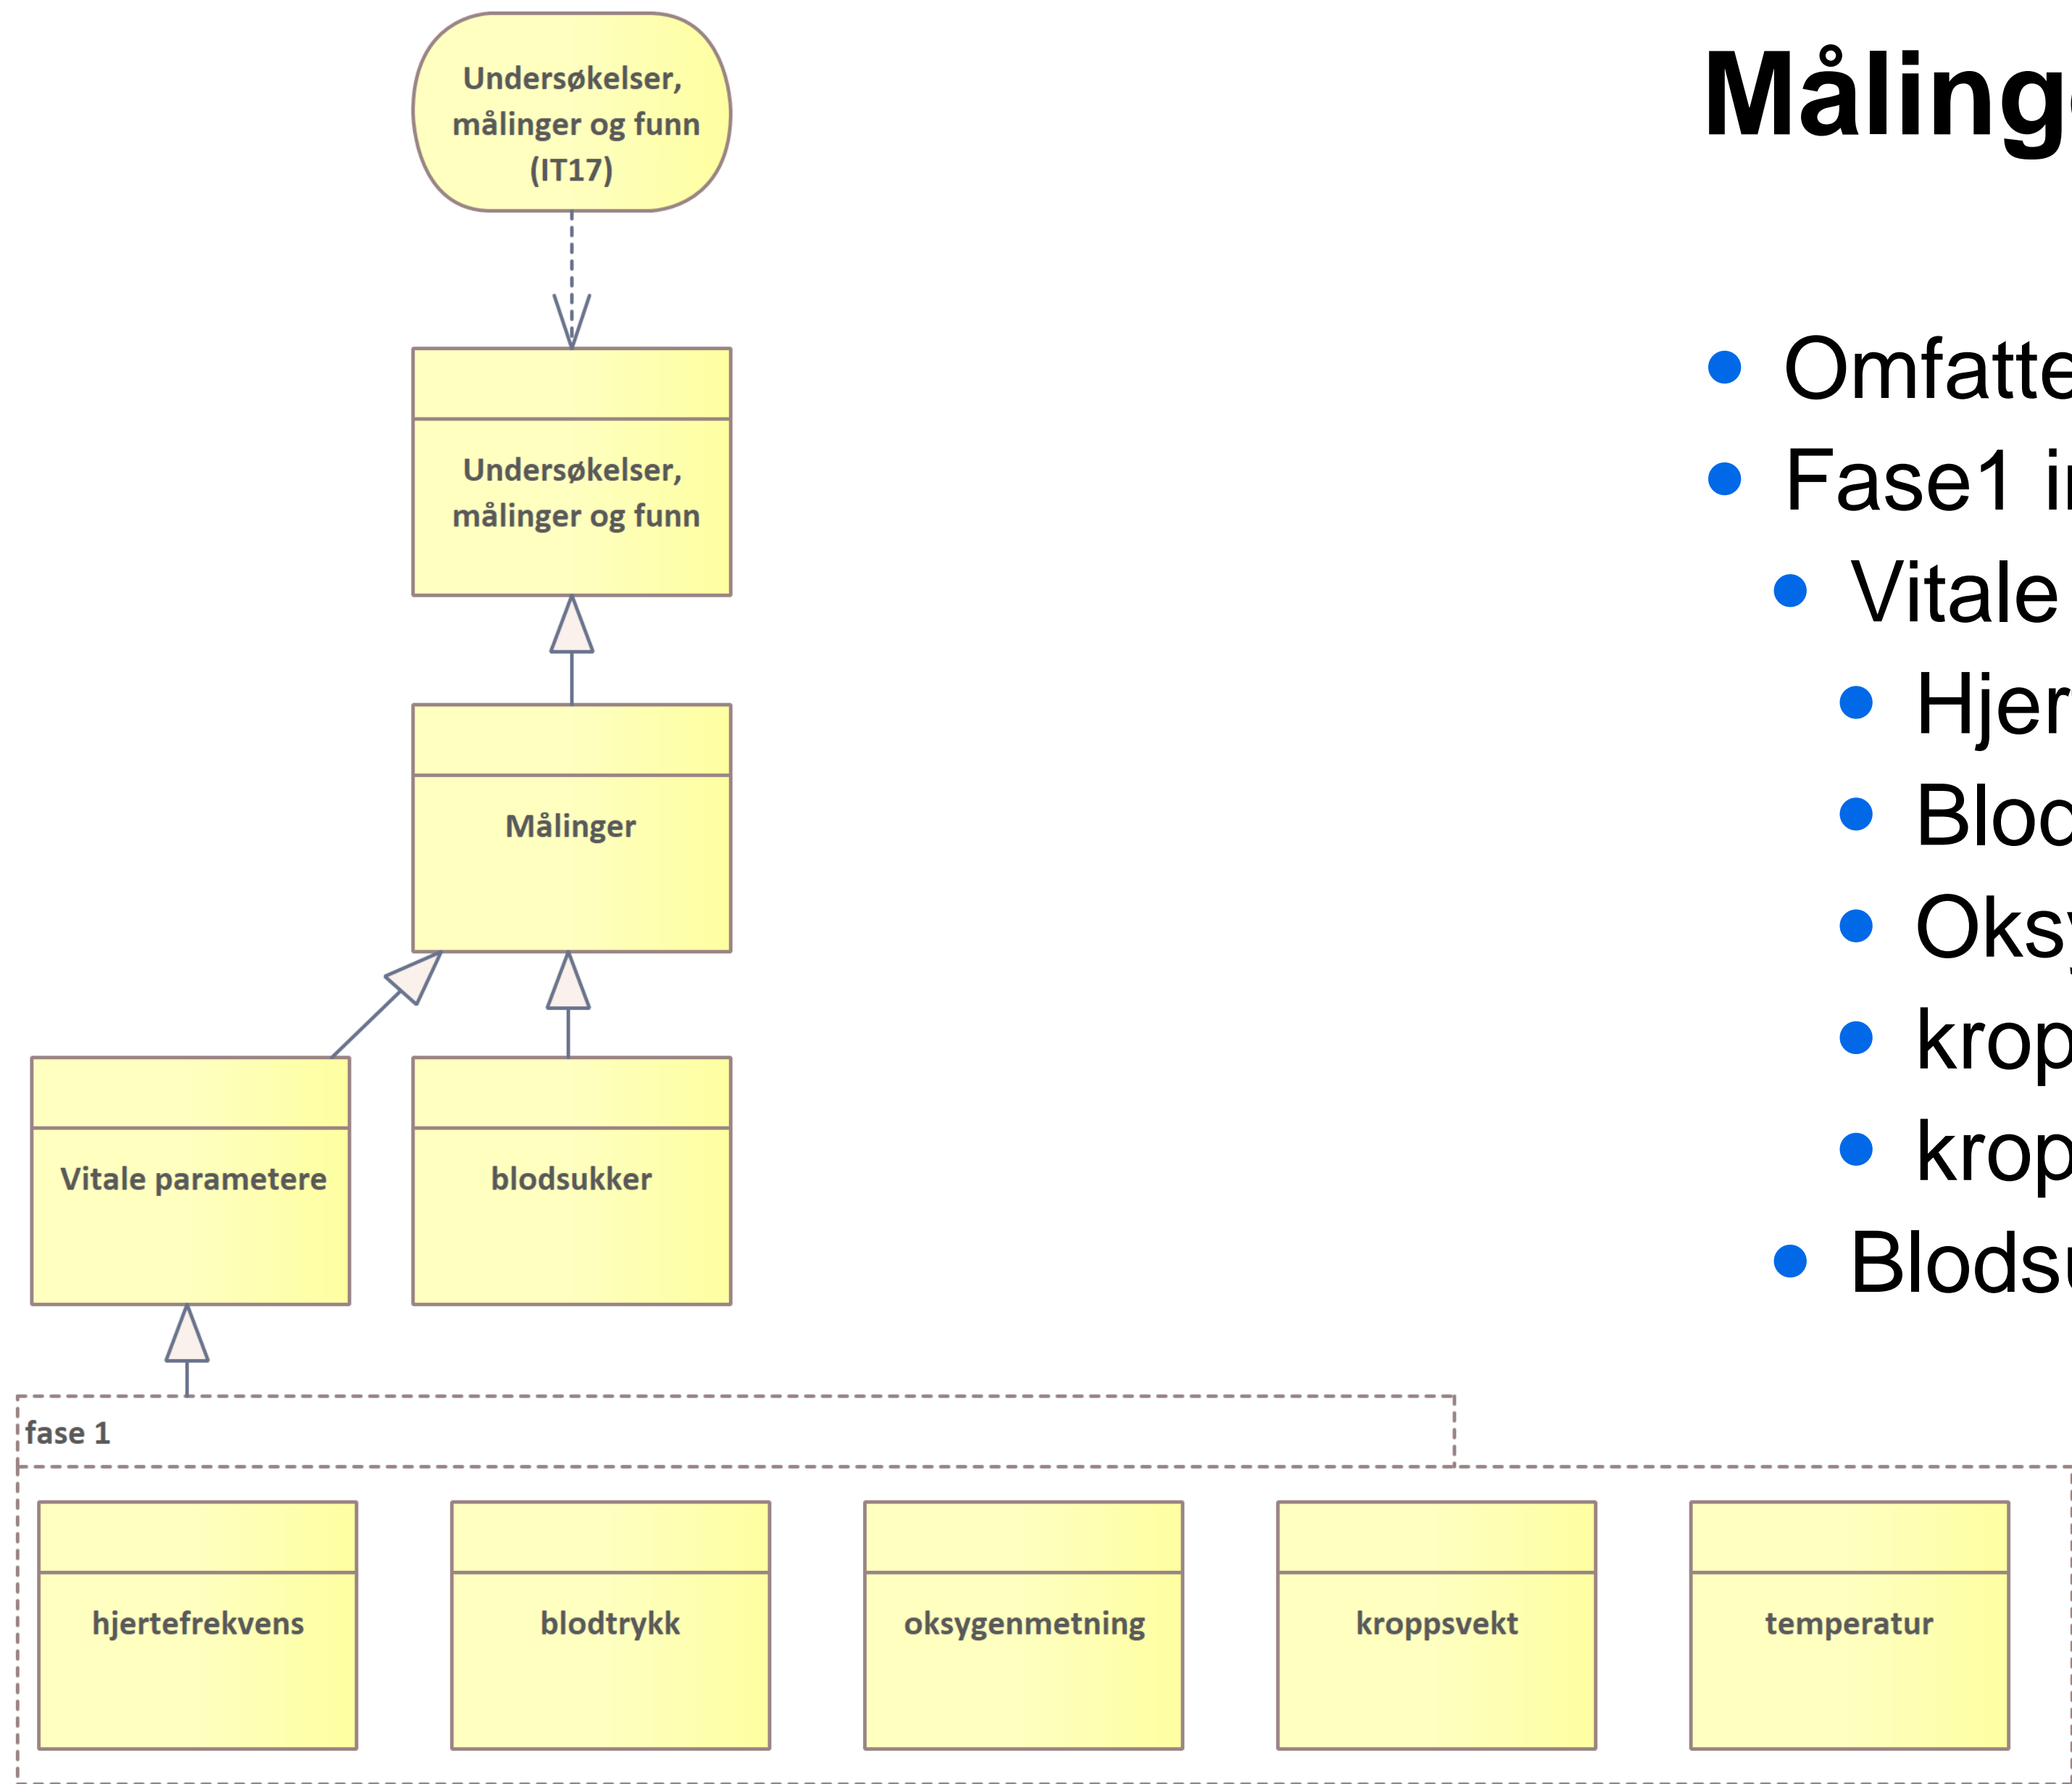 Undersøkelser,
målinger og funn
(IT17)
Undersøkelser,
målinger og funn
Målinger
Vitale parametere
blodsukker
fase 1
hjertefrekvens
blodtrykk
oksygenmetning
kroppsvekt
temperatur
Måling
Omfatte
Fase1 i
Vitale
Hjer
Blod
Oksy
krop
krop
Blodsu